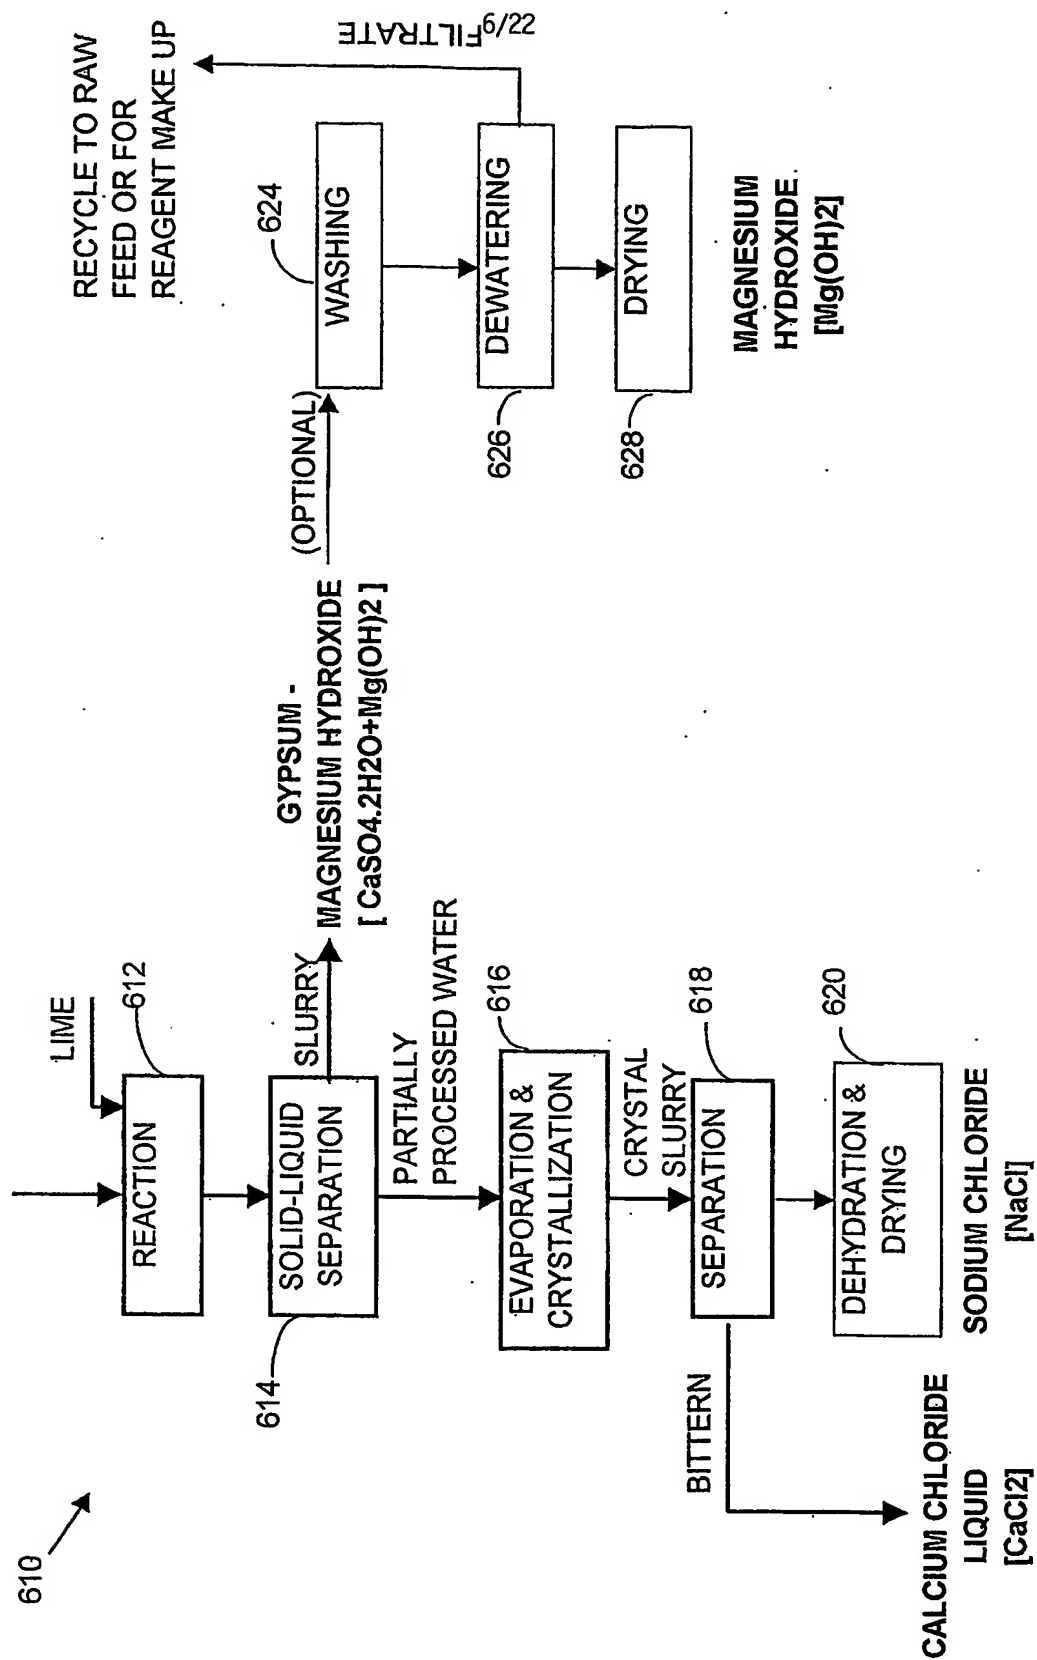 6/22
610
LIME
612
REACTION
SOLID-LIQUID
SEPARATION
614
SLURRY
GYPSUM -
MAGNESIUM HYDROXIDE
[ CaSO4.2H2O+Mg(OH)2 ]
(OPTIONAL)
RECYCLE TO RAW
FEED OR FOR
REAGENT MAKE UP
FILTRATE
624
WASHING
DEWATERING
626
DRYING
628
MAGNESIUM
HYDROXIDE
[Mg(OH)2]
PARTIALLY
PROCESSED WATER
616
EVAPORATION &
CRYSTALLIZATION
CRYSTAL
SLURRY
618
SEPARATION
BITTERN
620
DEHYDRATION &
DRYING
CALCIUM CHLORIDE
LIQUID
[CaCl2]
SODIUM CHLORIDE
[NaCl]